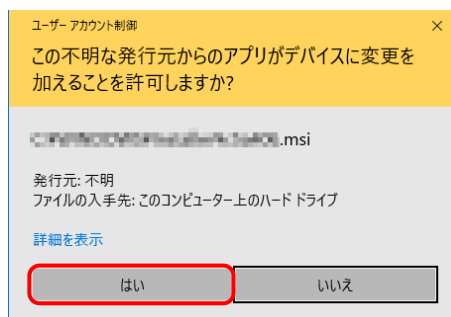 ユーザー アカウント制御
この不明な発行元からのアプリがデバイスに変更を
加えることを許可しますか?
.msi
発行元: 不明
ファイルの入手先: このコンピューター上のハード ドライブ
詳細を表示
はい
いいえ